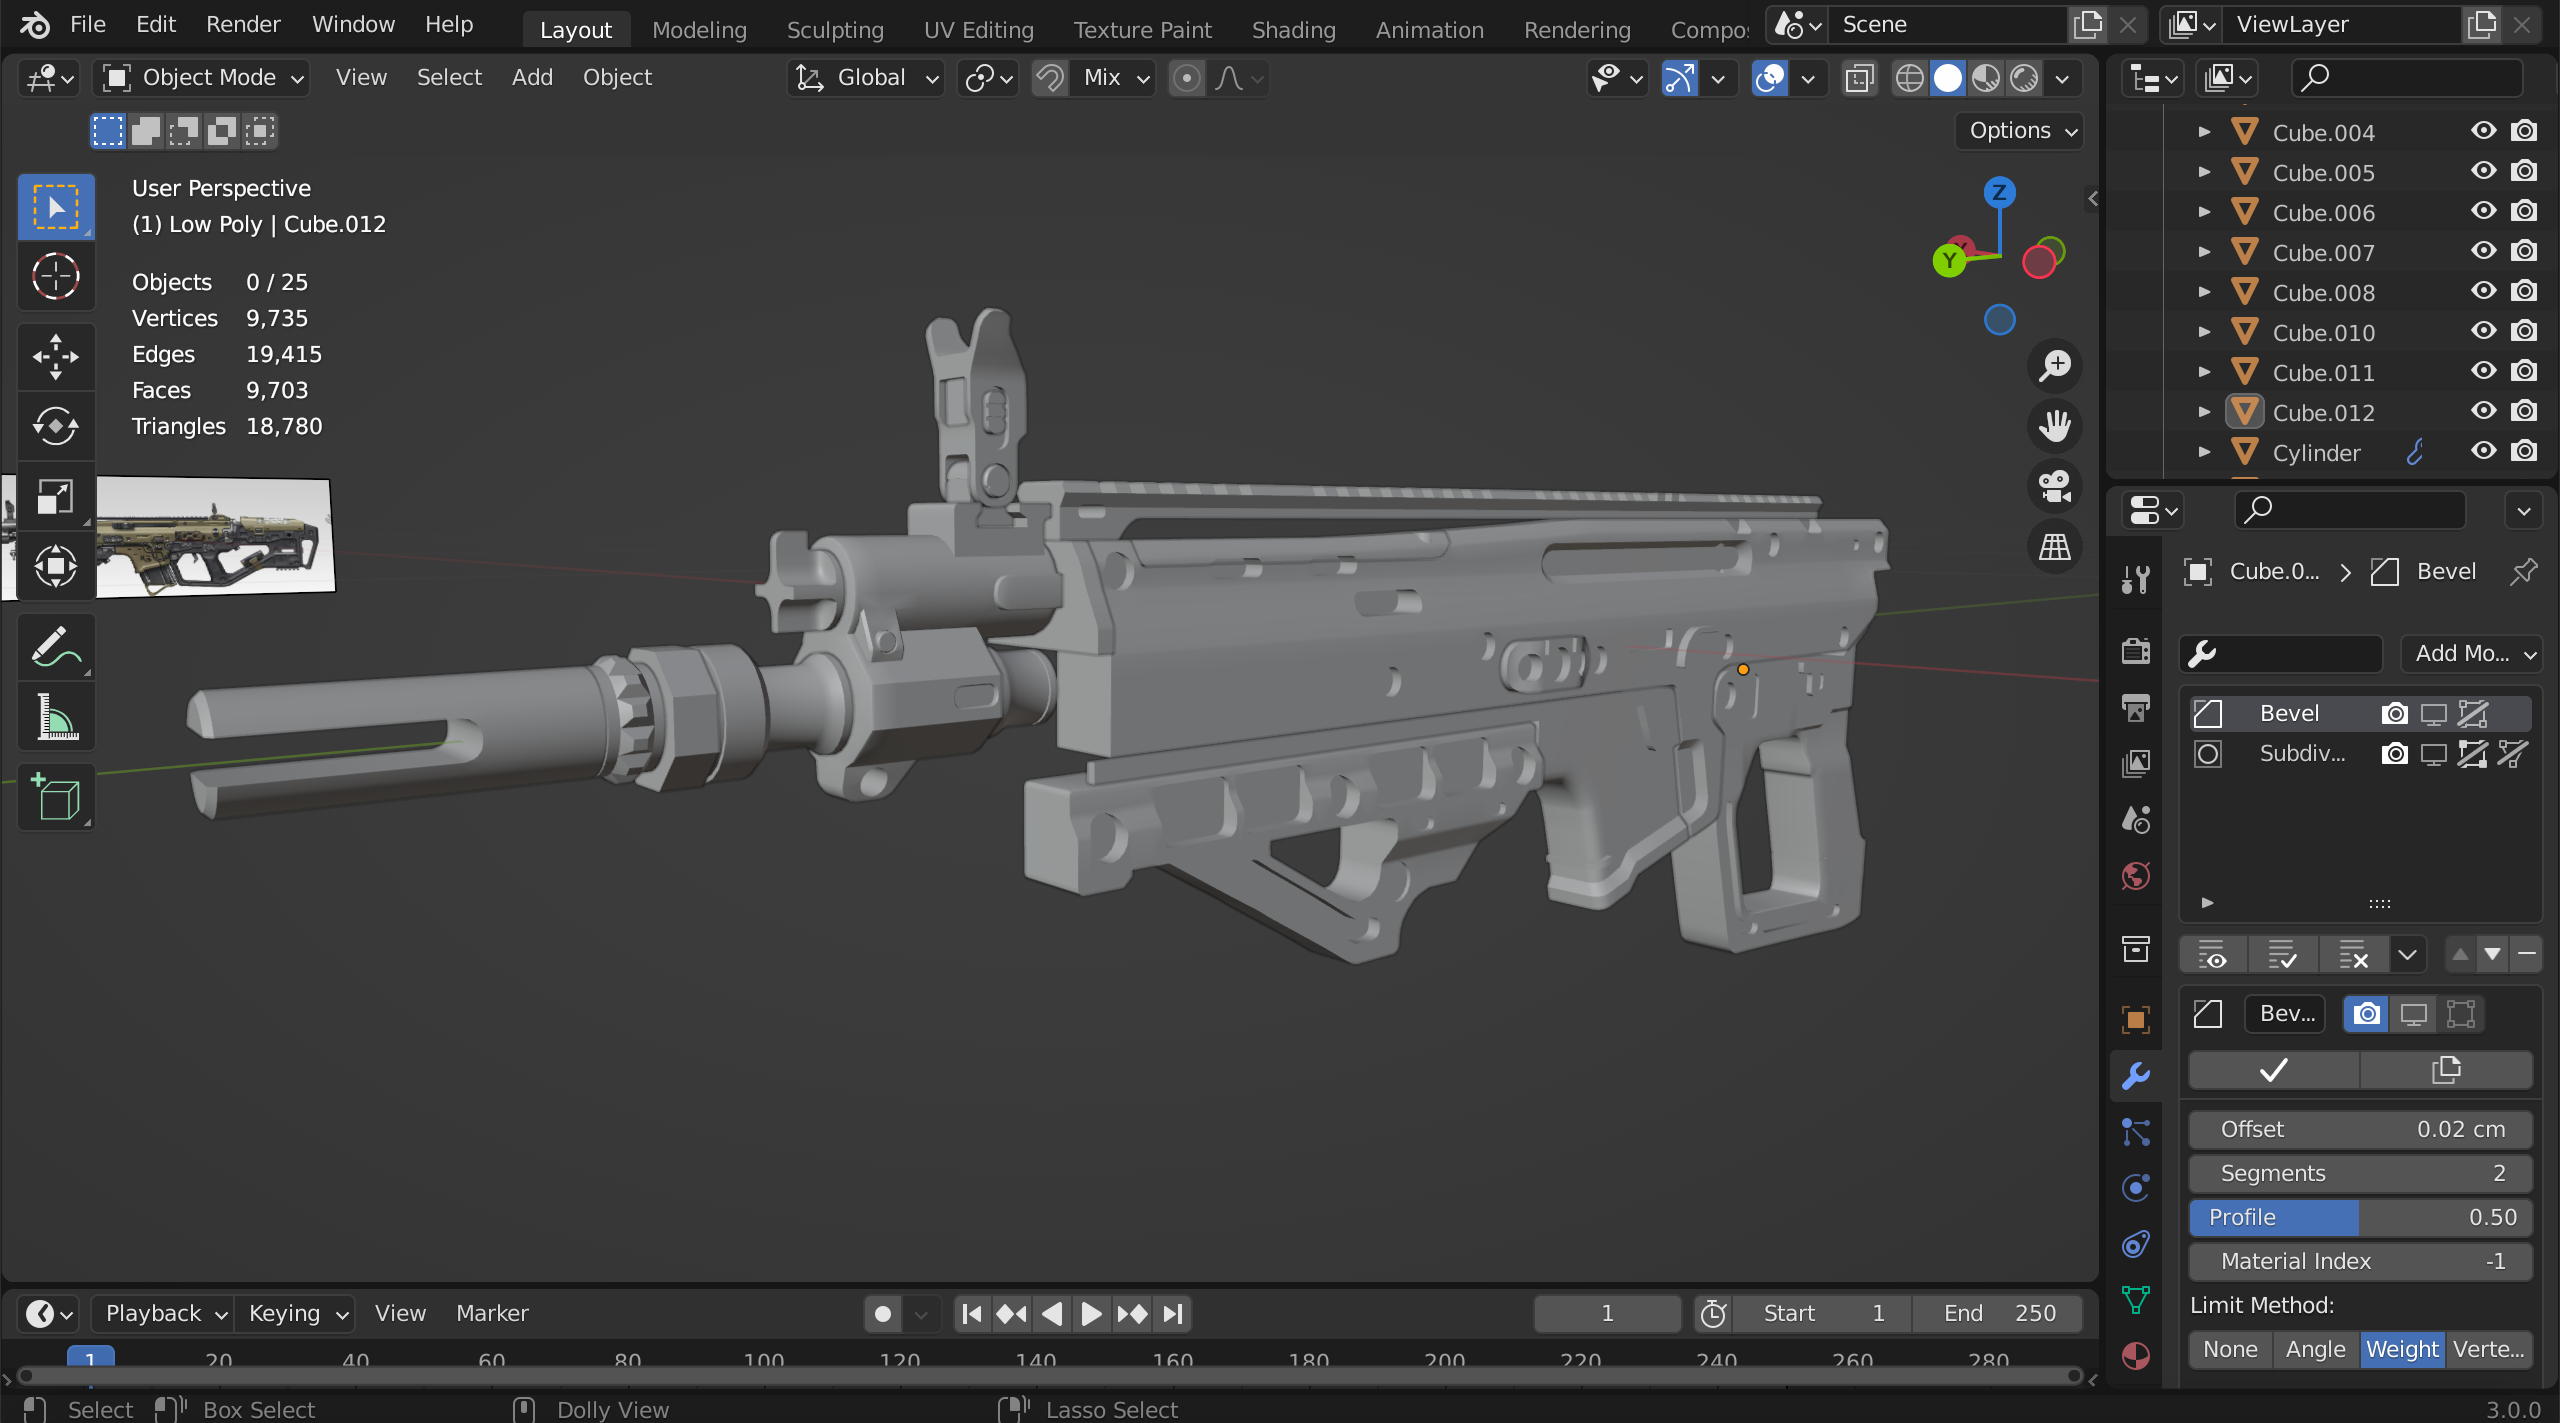 File Edit Render Window Help Layout Modeling Sculpting UV Editing Texture Paint Shading Animation Rendering Compos Scene ViewLayer
Object Mode View Select Add Object Global Mix
Options
User Perspective
(1) Low Poly | Cube.012
Objects 0 / 25
Vertices 9,735
Edges 19,415
Faces 9,703
Triangles 18,780
Z
Y
Cube.004
Cube.005
Cube.006
Cube.007
Cube.008
Cube.010
Cube.011
Cube.012
Cylinder
Cube.0... Bevel
Add Mo...
Bevel
Subdiv...
Bev...
Offset 0.02 cm
Segments 2
Profile 0.50
Material Index -1
Limit Method:
None Angle Weight Verte...
Playback Keying View Marker 1 Start 1 End 250
1 20 40 60 80 100 120 140 160 180 200 220 240 260 280
Select Box Select Dolly View Lasso Select 3.0.0